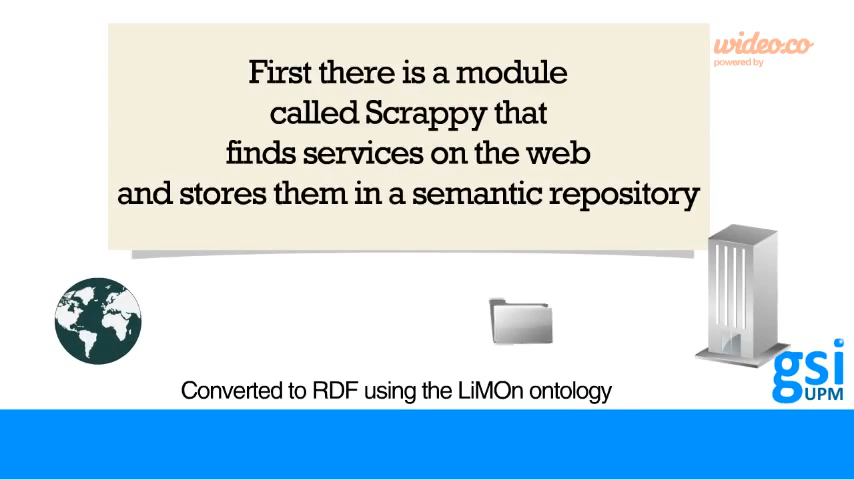 wideo.co
powered by
First there is a module
called Scrappy that
finds services on the web
and stores them in a semantic repository
Converted to RDF using the LiMOn ontology
gsi
UPM